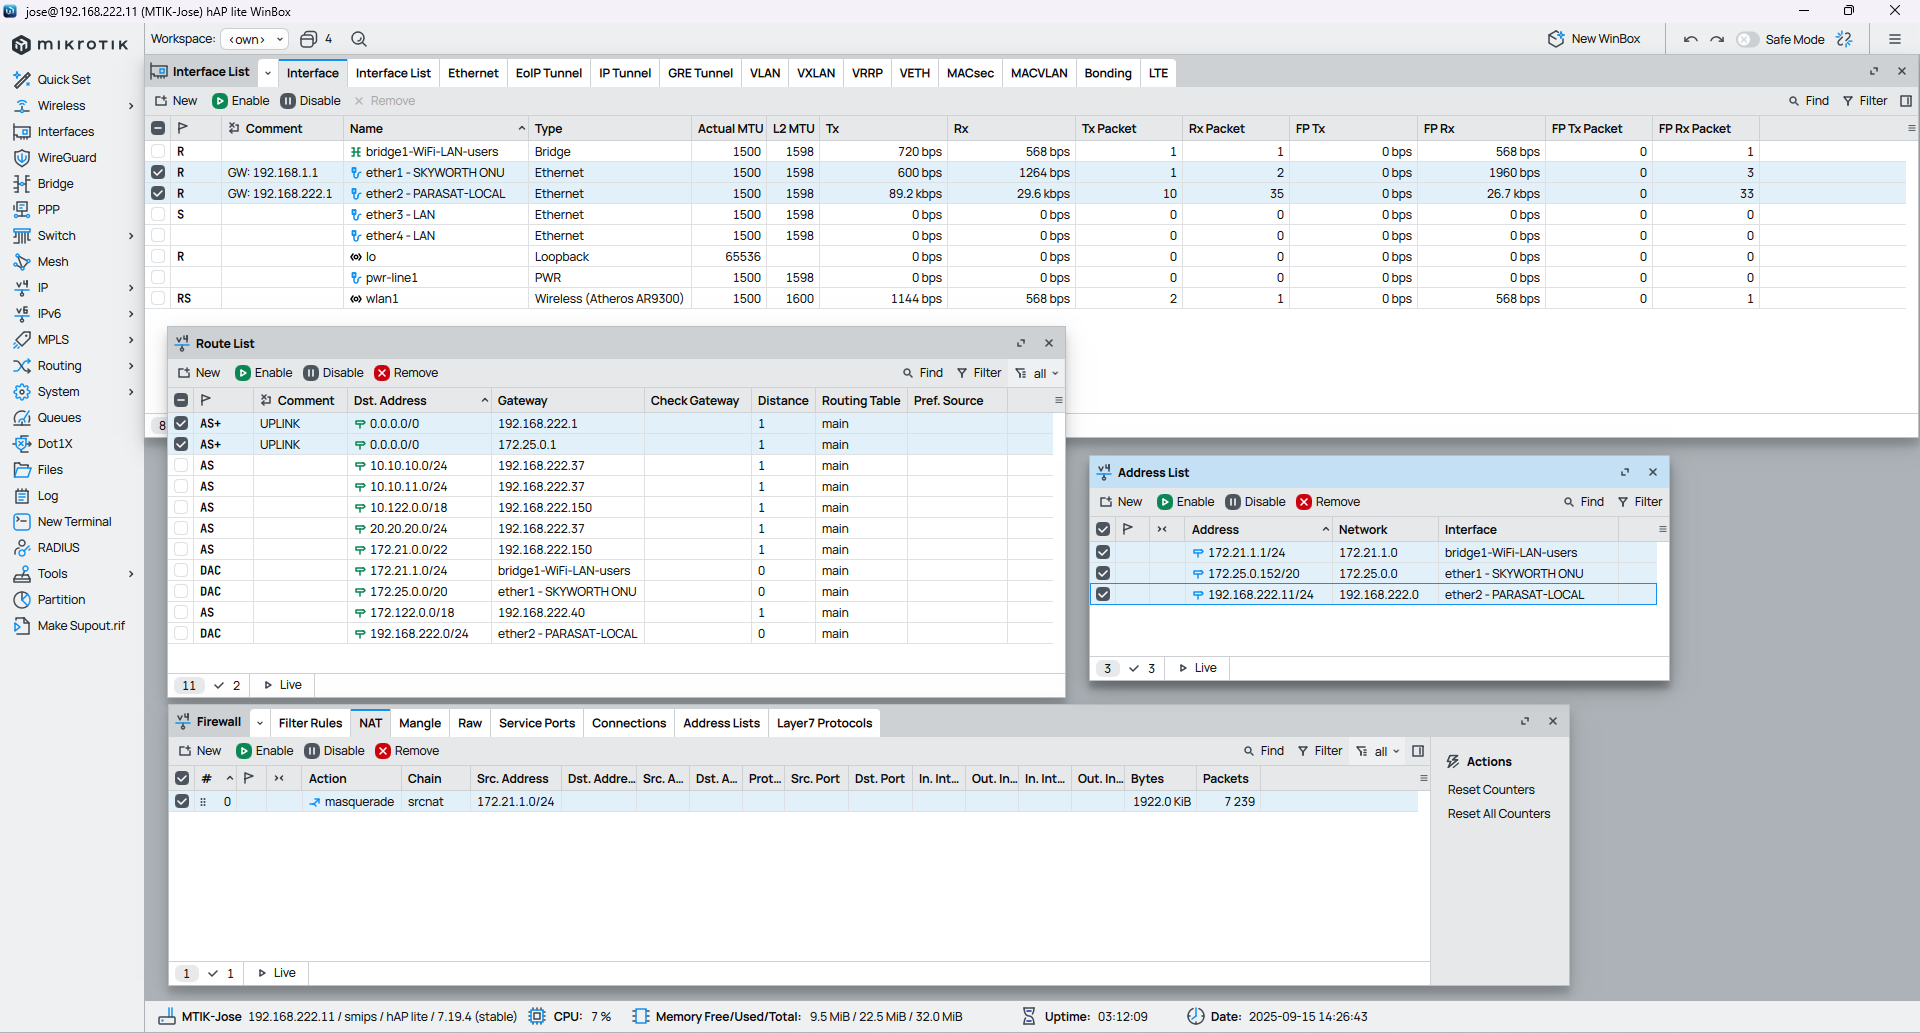 jose@192.168.222.11 (MTIK-Jose) hAP lite WinBox
MikroTik
Workspace: <own> 4 New WinBox Safe Mode
Quick Set
Wireless
Interfaces
WireGuard
Bridge
PPP
Switch
Mesh
IP
IPv6
MPLS
Routing
System
Queues
Dot1X
Files
Log
New Terminal
RADIUS
Tools
Partition
Make Supout.rif
Interface List Interface Interface List Ethernet EoIP Tunnel IP Tunnel GRE Tunnel VLAN VXLAN VRRP VETH MACsec MACVLAN Bonding LTE
New Enable Disable Remove Find Filter
Comment Name Type Actual MTU L2 MTU Tx Rx Tx Packet Rx Packet FP Tx FP Rx FP Tx Packet FP Rx Packet
R bridge1-WiFi-LAN-users Bridge 1500 1598 720 bps 568 bps 1 1 0 bps 568 bps 0 1
R GW: 192.168.1.1 ether1 - SKYWORTH ONU Ethernet 1500 1598 600 bps 1264 bps 1 2 0 bps 1960 bps 0 3
R GW: 192.168.222.1 ether2 - PARASAT-LOCAL Ethernet 1500 1598 89.2 kbps 29.6 kbps 10 35 0 bps 26.7 kbps 0 33
S ether3 - LAN Ethernet 1500 1598 0 bps 0 bps 0 0 0 bps 0 bps 0 0
ether4 - LAN Ethernet 1500 1598 0 bps 0 bps 0 0 0 bps 0 bps 0 0
R lo Loopback 65536 0 bps 0 bps 0 0 0 bps 0 bps 0 0
pwr-line1 PWR 1500 1598 0 bps 0 bps 0 0 0 bps 0 bps 0 0
RS wlan1 Wireless (Atheros AR9300) 1500 1600 1144 bps 568 bps 2 1 0 bps 568 bps 0 1
8
v4 Route List
New Enable Disable Remove Find Filter all
Comment Dst. Address Gateway Check Gateway Distance Routing Table Pref. Source
AS+ UPLINK 0.0.0.0/0 192.168.222.1 1 main
AS+ UPLINK 0.0.0.0/0 172.25.0.1 1 main
AS 10.10.10.0/24 192.168.222.37 1 main
AS 10.10.11.0/24 192.168.222.37 1 main
AS 10.122.0.0/18 192.168.222.150 1 main
AS 20.20.20.0/24 192.168.222.37 1 main
AS 172.21.0.0/22 192.168.222.150 1 main
DAC 172.21.1.0/24 bridge1-WiFi-LAN-users 0 main
DAC 172.25.0.0/20 ether1 - SKYWORTH ONU 0 main
AS 172.122.0.0/18 192.168.222.40 1 main
DAC 192.168.222.0/24 ether2 - PARASAT-LOCAL 0 main
11 2 Live
v4 Address List
New Enable Disable Remove Find Filter
Address Network Interface
172.21.1.1/24 172.21.1.0 bridge1-WiFi-LAN-users
172.25.0.152/20 172.25.0.0 ether1 - SKYWORTH ONU
192.168.222.11/24 192.168.222.0 ether2 - PARASAT-LOCAL
3 3 Live
v4 Firewall Filter Rules NAT Mangle Raw Service Ports Connections Address Lists Layer7 Protocols
New Enable Disable Remove Find Filter all
# Action Chain Src. Address Dst. Addre... Src. A... Dst. A... Prot... Src. Port Dst. Port In. Int... Out. In... In. Int... Out. In... Bytes Packets
0 masquerade srcnat 172.21.1.0/24 1922.0 KiB 7 239
1 1 Live
Actions
Reset Counters
Reset All Counters
MTIK-Jose 192.168.222.11 / smips / hAP lite / 7.19.4 (stable) CPU: 7 % Memory Free/Used/Total: 9.5 MiB / 22.5 MiB / 32.0 MiB Uptime: 03:12:09 Date: 2025-09-15 14:26:43